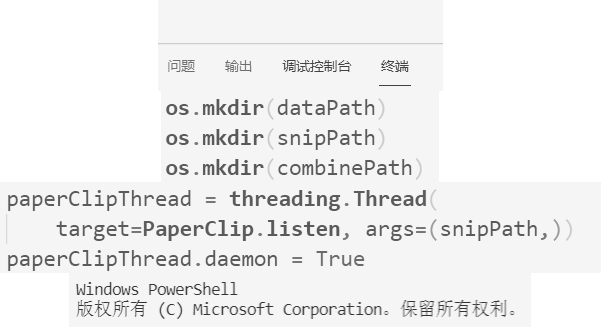 问题 输出 调试控制台 终端
os.mkdir(dataPath)
os.mkdir(snipPath)
os.mkdir(combinePath)
paperClipThread = threading.Thread(
    target=PaperClip.listen, args=(snipPath,))
paperClipThread.daemon = True
Windows PowerShell
版权所有 (C) Microsoft Corporation。保留所有权利。